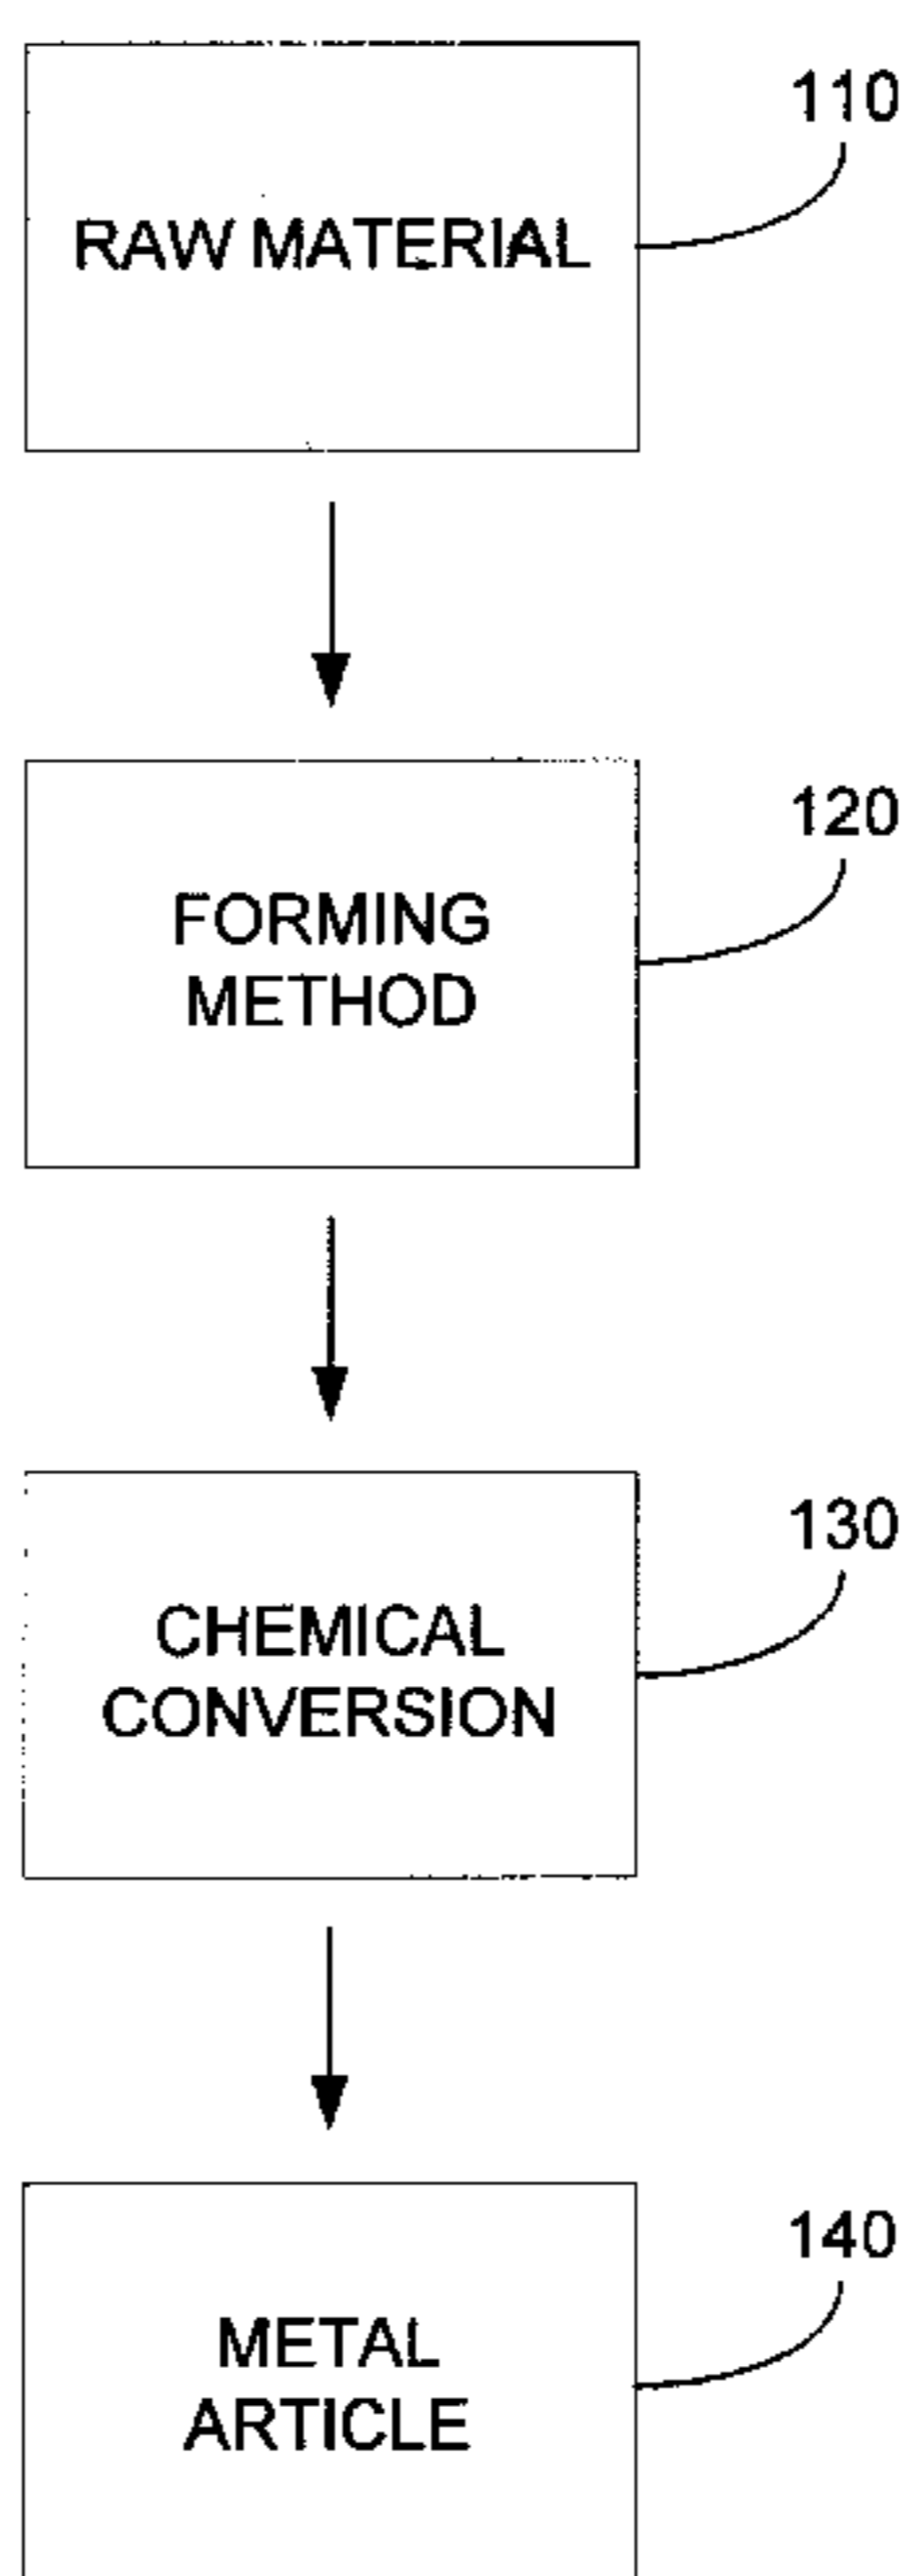 110
RAW MATERIAL
120
FORMING
METHOD
130
CHEMICAL
CONVERSION
140
METAL
ARTICLE